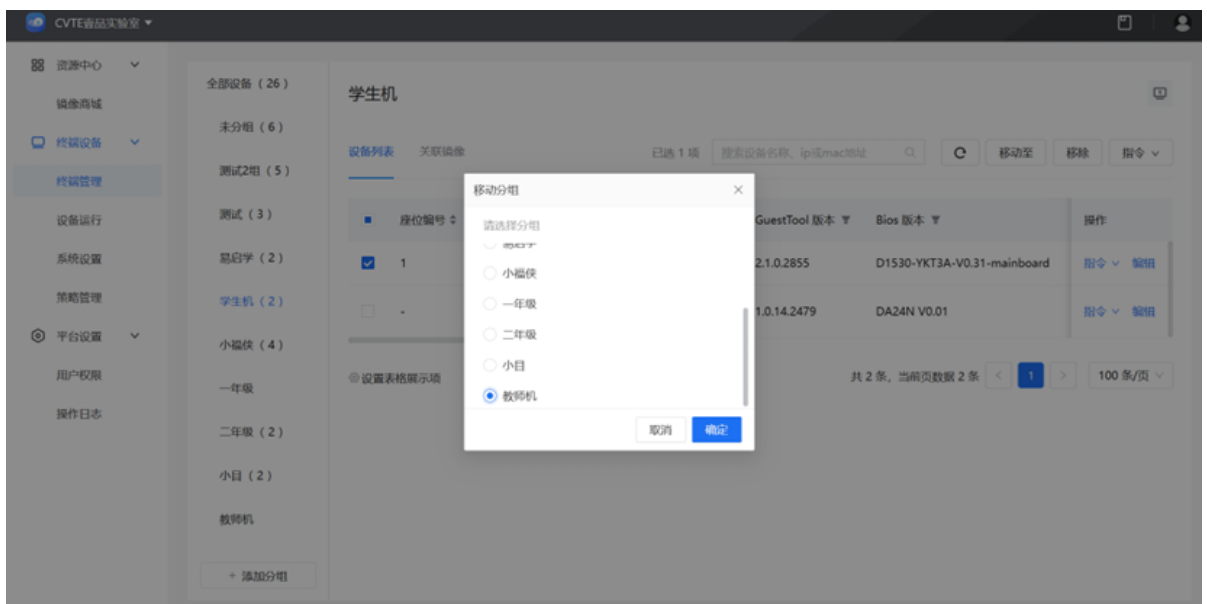 CVTE壹品实验室
资源中心
镜像商城
终端设备
终端管理
设备运行
系统设置
策略管理
平台设置
用户权限
操作日志
全部设备（26）
未分组（6）
测试2组（5）
测试（3）
易启学（2）
学生机（2）
小福侠（4）
一年级
二年级（2）
小目（2）
教师机
+ 添加分组
学生机
设备列表 关联镜像 已选 1 项 搜索设备名称、ip或mac地址 移动至 移除 指令
座位编号 GuestTool 版本 Bios 版本 操作
1 2.1.0.2855 D1530-YKT3A-V0.31-mainboard 指令 编辑
- 1.0.14.2479 DA24N V0.01 指令 编辑
设置表格展示项 共 2 条，当前页数据 2 条 < 1 > 100 条/页
移动分组
请选择分组
易启学
小福侠
一年级
二年级
小目
教师机
取消 确定